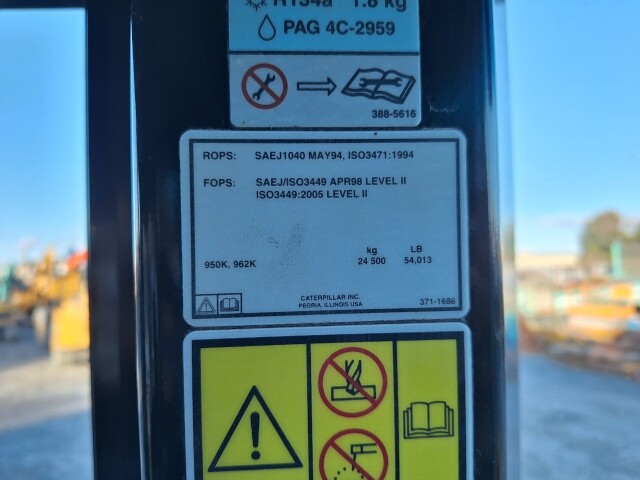 R134a 1.8 kg
PAG 4C-2959
388-5616
ROPS: SAEJ1040 MAY94, ISO3471:1994
FOPS: SAEJ/ISO3449 APR98 LEVEL II
ISO3449:2005 LEVEL II
kg LB
950K, 962K 24 500 54,013
CATERPILLAR INC.
PEORIA, ILLINOIS USA
371-1686